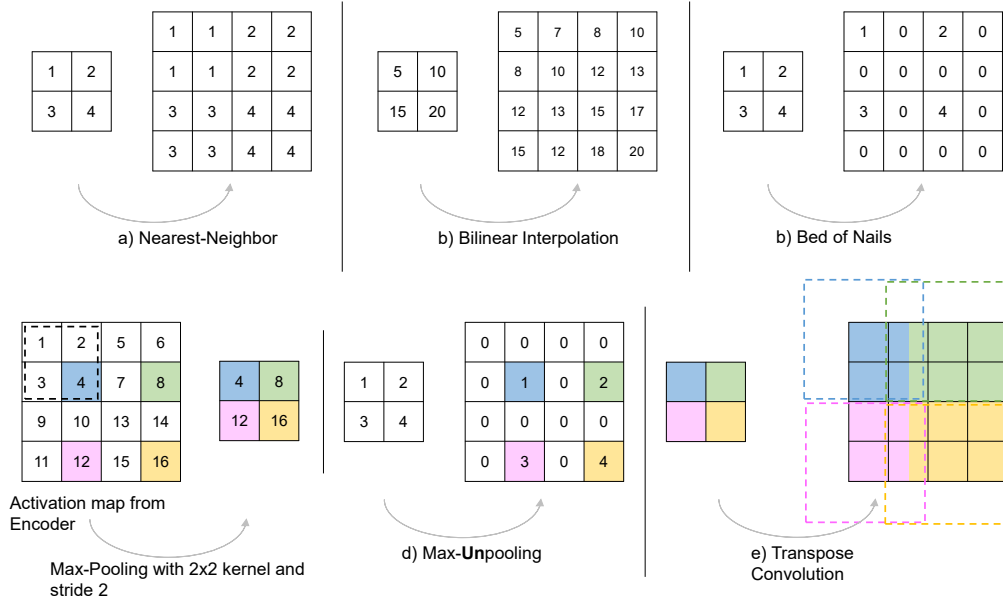 1 1 2 2
1 2
1 1 2 2
3 4
3 3 4 4
3 3 4 4
a) Nearest-Neighbor
5 7 8 10
5 10
8 10 12 13
15 20
12 13 15 17
15 12 18 20
b) Bilinear Interpolation
1 0 2 0
1 2
0 0 0 0
3 4
3 0 4 0
0 0 0 0
b) Bed of Nails
1 2 5 6
3 4 7 8
9 10 13 14
11 12 15 16
Activation map from
Encoder
4 8
12 16
Max-Pooling with 2x2 kernel and
stride 2
1 2
3 4
0 0 0 0
0 1 0 2
0 0 0 0
0 3 0 4
d) Max-Unpooling
e) Transpose
Convolution